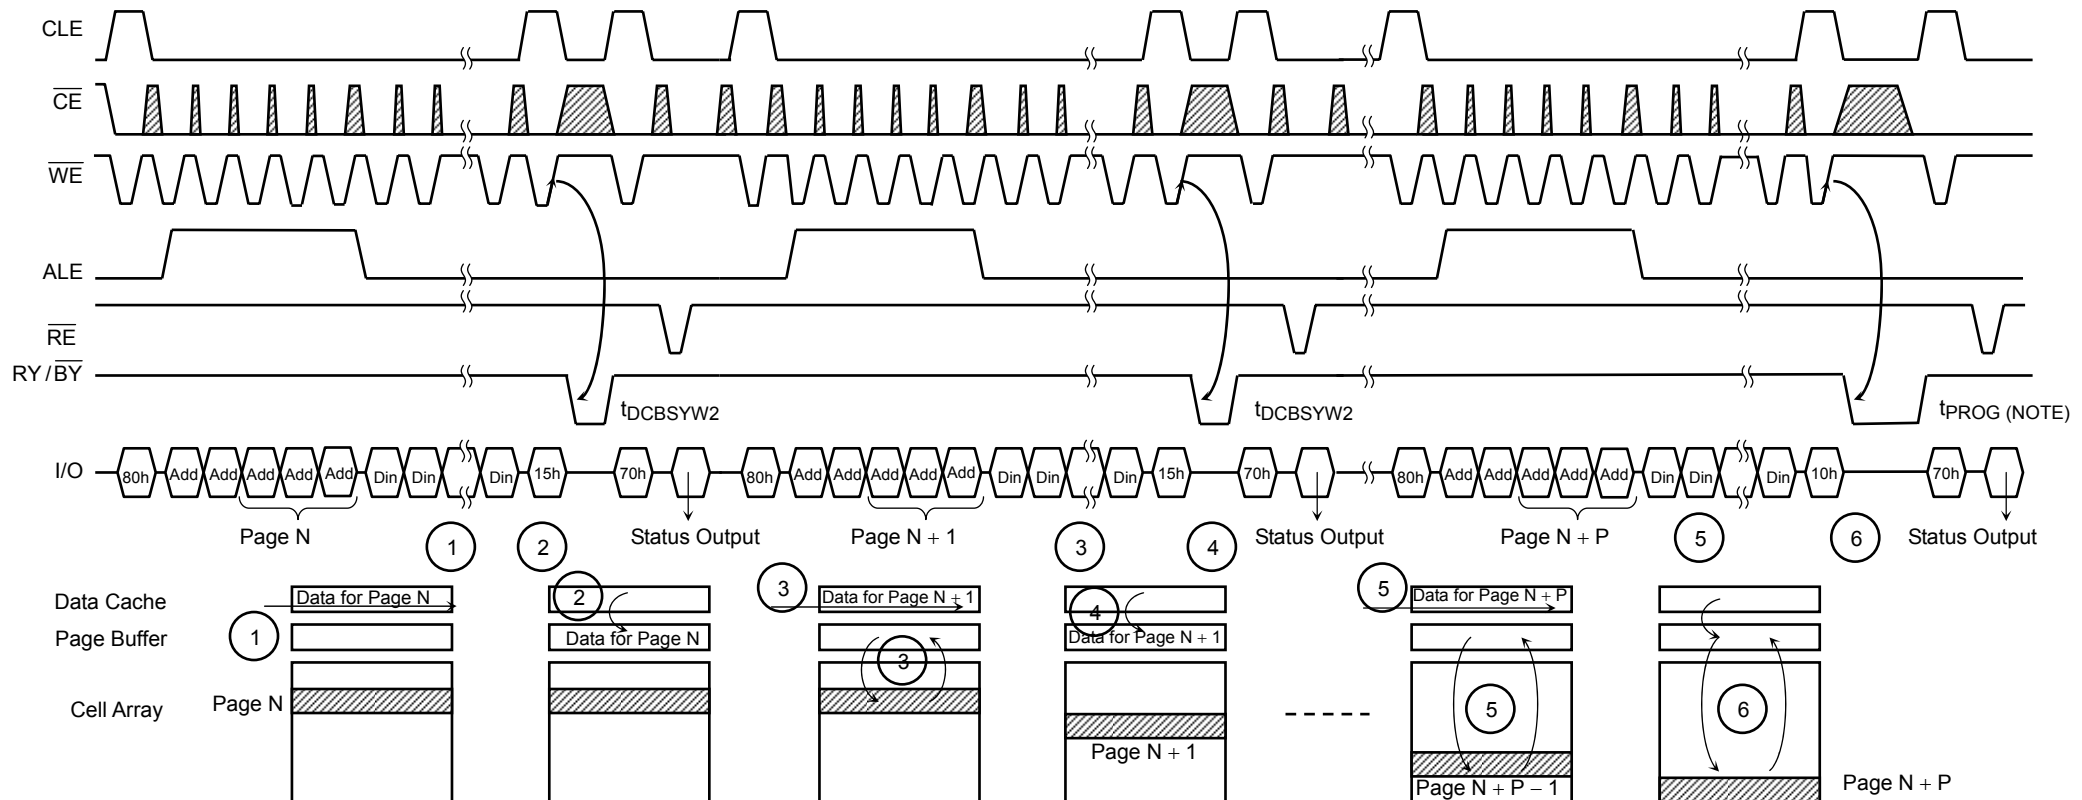 CLE
CE
WE
ALE
RE
RY / BY
tDCBSYW2 tDCBSYW2 tPROG (NOTE)
I/O 80h Add Add Add Add Add Din Din Din 15h 70h 80h Add Add Add Add Add Din Din Din 15h 70h 80h Add Add Add Add Add Din Din Din 10h 70h
Page N 1 2 Status Output Page N + 1 3 4 Status Output Page N + P 5 6 Status Output
Data Cache Data for Page N 2 3 Data for Page N + 1 4 5 Data for Page N + P
Page Buffer 1 Data for Page N 3 Data for Page N + 1
Cell Array Page N 5 6
Page N + 1
Page N + P − 1 Page N + P